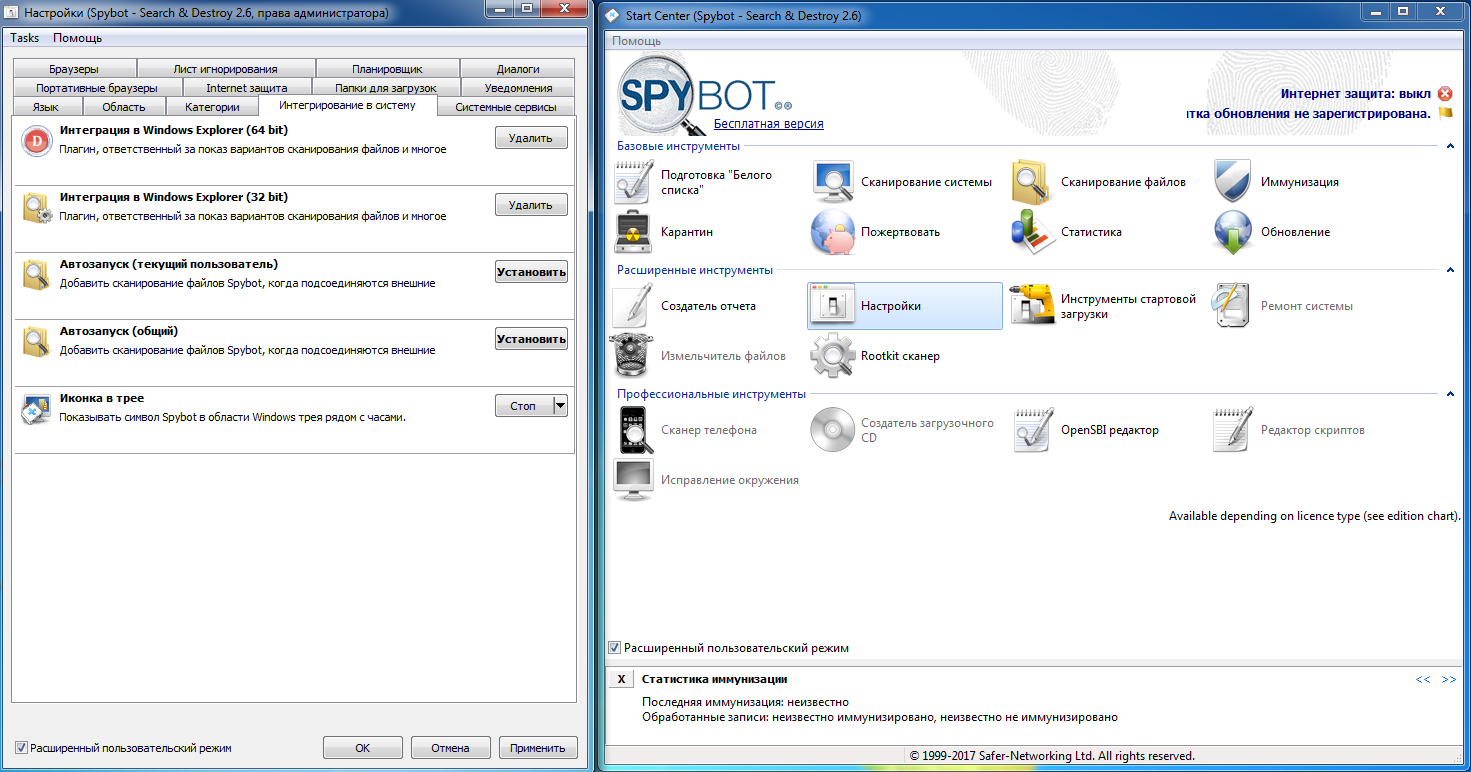 Настройки (Spybot - Search & Destroy 2.6, права администратора)
Tasks Помощь
Браузеры Лист игнорирования Планировщик Диалоги
Портативные браузеры Internet защита Папки для загрузок Уведомления
Язык Область Категории Интегрирование в систему Системные сервисы
Интеграция в Windows Explorer (64 bit)
Плагин, ответственный за показ вариантов сканирования файлов и многое
Удалить
Интеграция в Windows Explorer (32 bit)
Плагин, ответственный за показ вариантов сканирования файлов и многое
Удалить
Автозапуск (текущий пользователь)
Добавить сканирование файлов Spybot, когда подсоединяются внешние
Установить
Автозапуск (общий)
Добавить сканирование файлов Spybot, когда подсоединяются внешние
Установить
Иконка в трее
Показывать символ Spybot в области Windows трея рядом с часами.
Стоп
Расширенный пользовательский режим
OK Отмена Применить
Start Center (Spybot - Search & Destroy 2.6)
Помощь
SPYBOT
Бесплатная версия
Интернет защита: выкл
тка обновления не зарегистрирована.
Базовые инструменты
Подготовка "Белого
списка"
Сканирование системы
Сканирование файлов
Иммунизация
Карантин
Пожертвовать
Статистика
Обновление
Расширенные инструменты
Создатель отчета
Настройки
Инструменты стартовой
загрузки
Ремонт системы
Измельчитель файлов
Rootkit сканер
Профессиональные инструменты
Сканер телефона
Создатель загрузочного
CD
OpenSBI редактор
Редактор скриптов
Исправление окружения
Available depending on licence type (see edition chart).
Расширенный пользовательский режим
X Статистика иммунизации << >>
Последняя иммунизация: неизвестно
Обработанные записи: неизвестно иммунизировано, неизвестно не иммунизировано
© 1999-2017 Safer-Networking Ltd. All rights reserved.